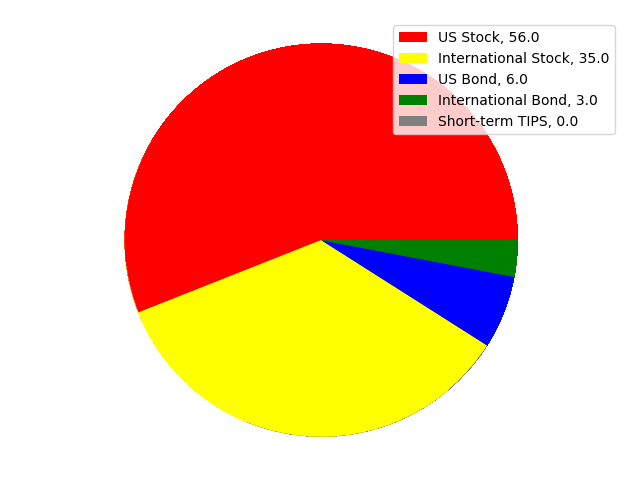 US Stock, 56.0
International Stock, 35.0
US Bond, 6.0
International Bond, 3.0
Short-term TIPS, 0.0